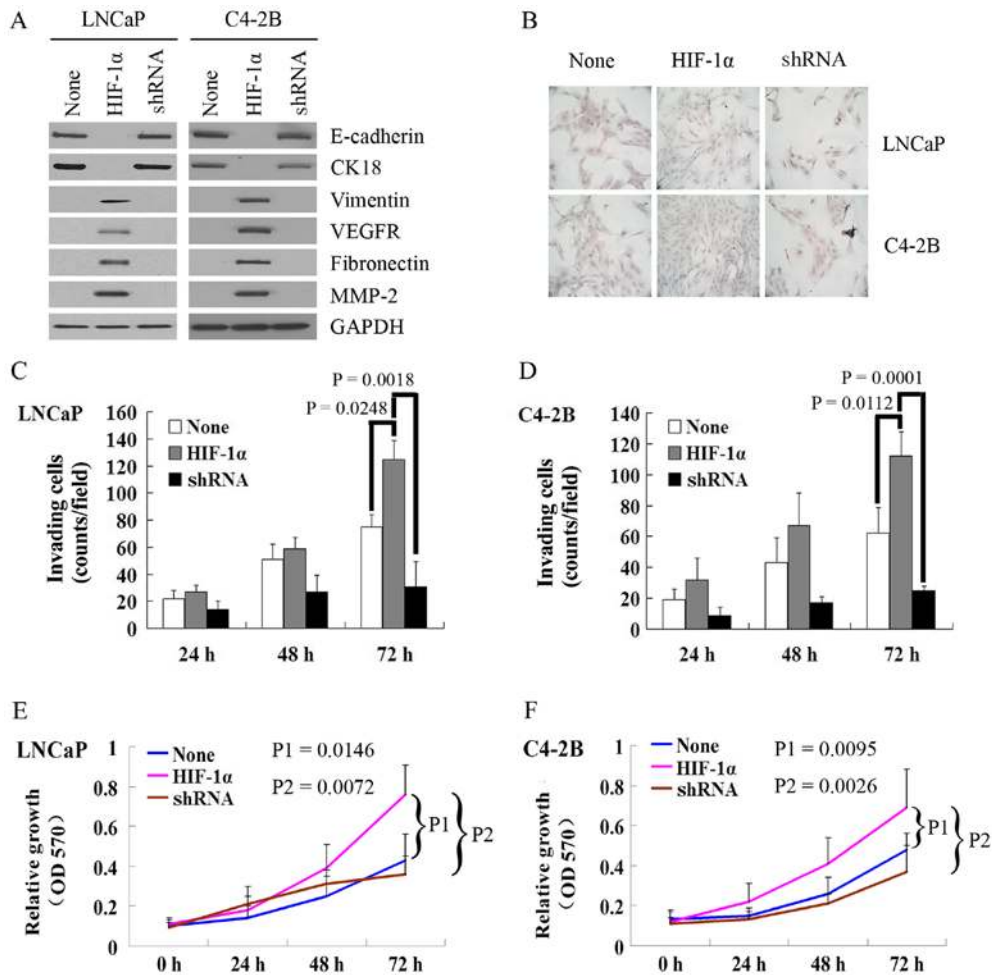 A
LNCaP
C4-2B
None
HIF-1α
shRNA
None
HIF-1α
shRNA
E-cadherin
CK18
Vimentin
VEGFR
Fibronectin
MMP-2
GAPDH
B
None
HIF-1α
shRNA
LNCaP
C4-2B
C
LNCaP
P = 0.0018
P = 0.0248
None
HIF-1α
shRNA
Invading cells
(counts/field)
160
140
120
100
80
60
40
20
0
24 h
48 h
72 h
D
C4-2B
P = 0.0001
P = 0.0112
None
HIF-1α
shRNA
Invading cells
(counts/field)
140
120
100
80
60
40
20
0
24 h
48 h
72 h
E
LNCaP
None
HIF-1α
shRNA
P1 = 0.0146
P2 = 0.0072
P1
P2
Relative growth
(OD 570)
1
0.8
0.6
0.4
0.2
0
0 h
24 h
48 h
72 h
F
C4-2B
None
HIF-1α
shRNA
P1 = 0.0095
P2 = 0.0026
P1
P2
Relative growth
(OD 570)
1
0.8
0.6
0.4
0.2
0
0 h
24 h
48 h
72 h